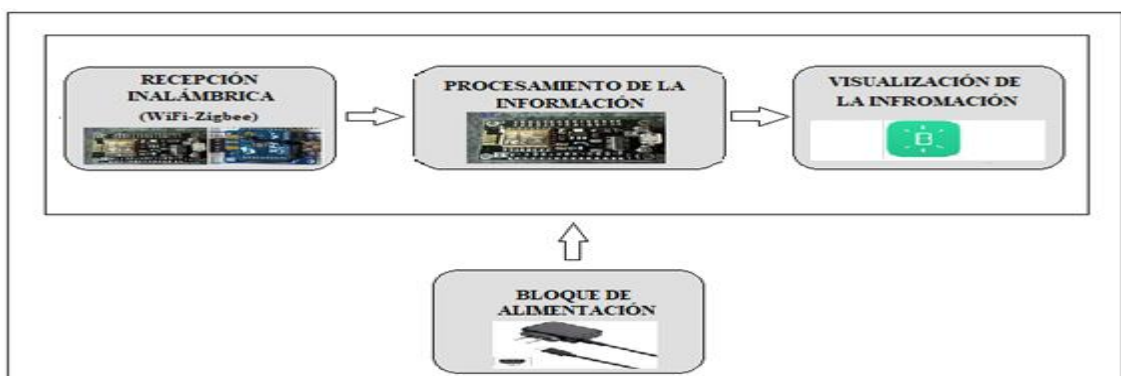 RECEPCIÓN
INALÁMBRICA
(WiFi-Zigbee)
PROCESAMIENTO DE LA
INFORMACIÓN
VISUALIZACIÓN DE
LA INFROMACIÓN
B
BLOQUE DE
ALIMENTACIÓN